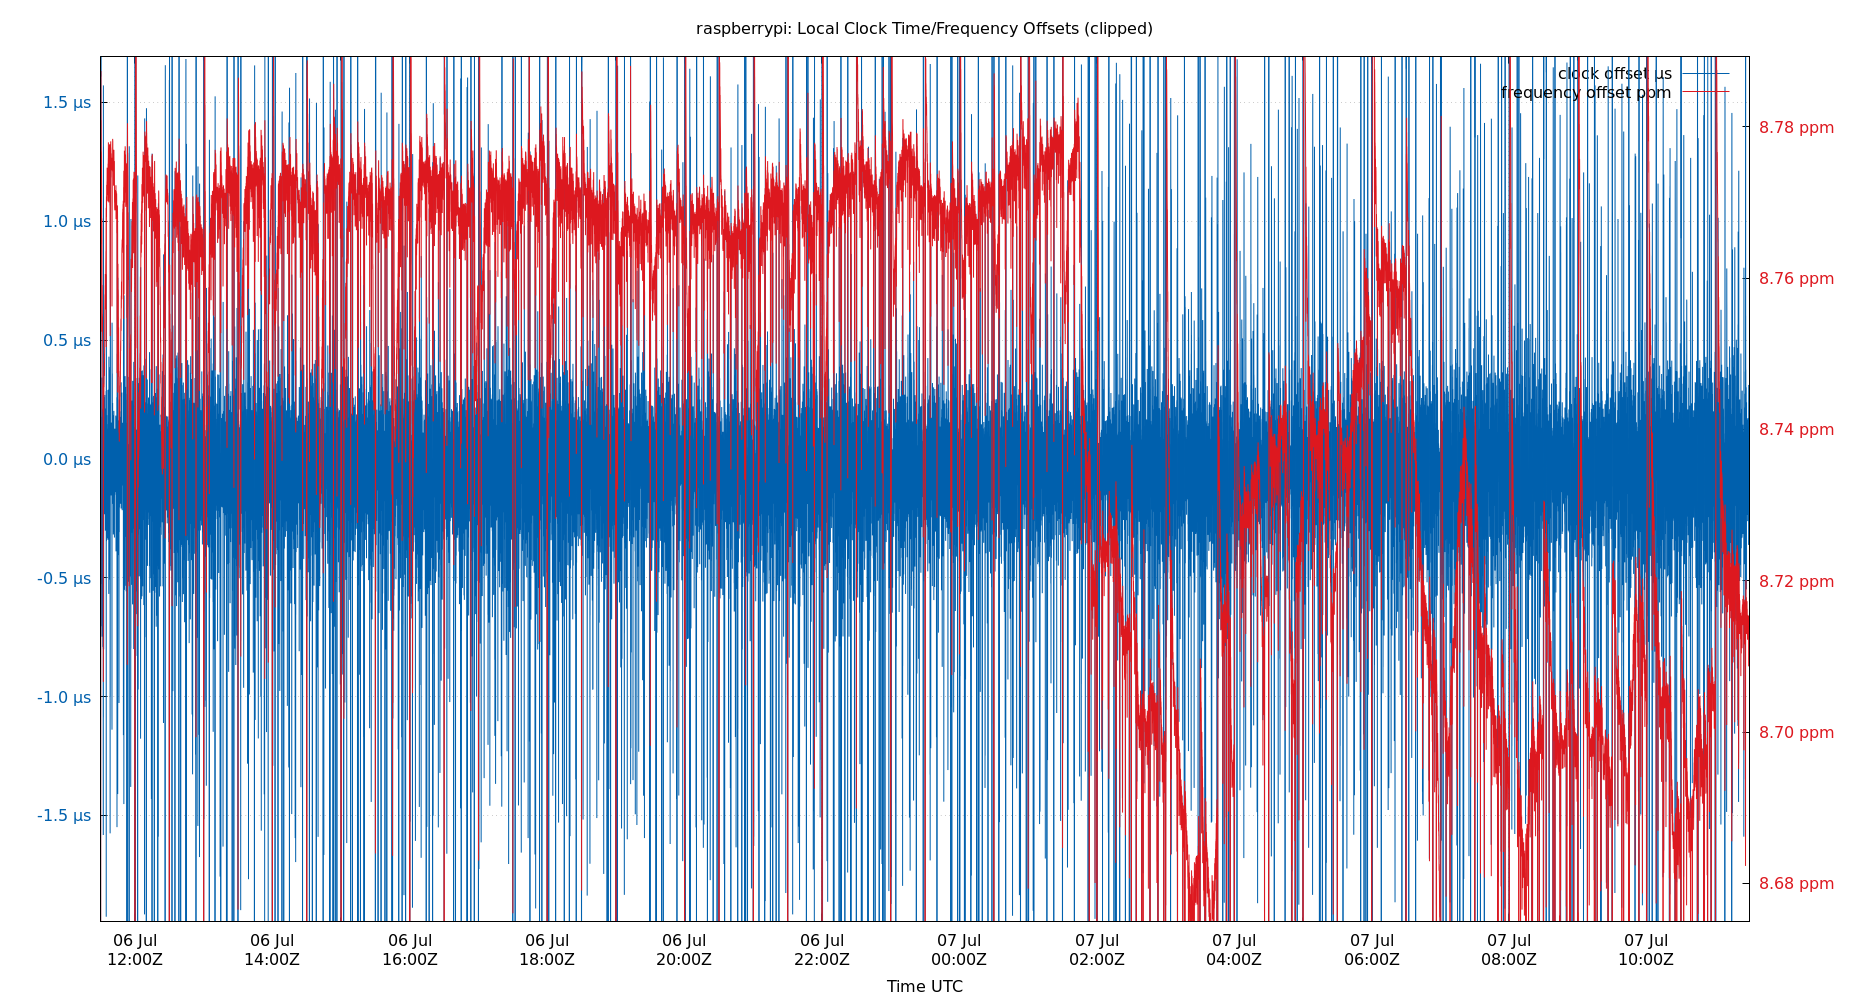 raspberrypi: Local Clock Time/Frequency Offsets (clipped)
clock offset µs
frequency offset ppm
1.5 µs
1.0 µs
0.5 µs
0.0 µs
-0.5 µs
-1.0 µs
-1.5 µs
8.78 ppm
8.76 ppm
8.74 ppm
8.72 ppm
8.70 ppm
8.68 ppm
06 Jul 06 Jul 06 Jul 06 Jul 06 Jul 06 Jul 07 Jul 07 Jul 07 Jul 07 Jul 07 Jul 07 Jul
12:00Z 14:00Z 16:00Z 18:00Z 20:00Z 22:00Z 00:00Z 02:00Z 04:00Z 06:00Z 08:00Z 10:00Z
Time UTC